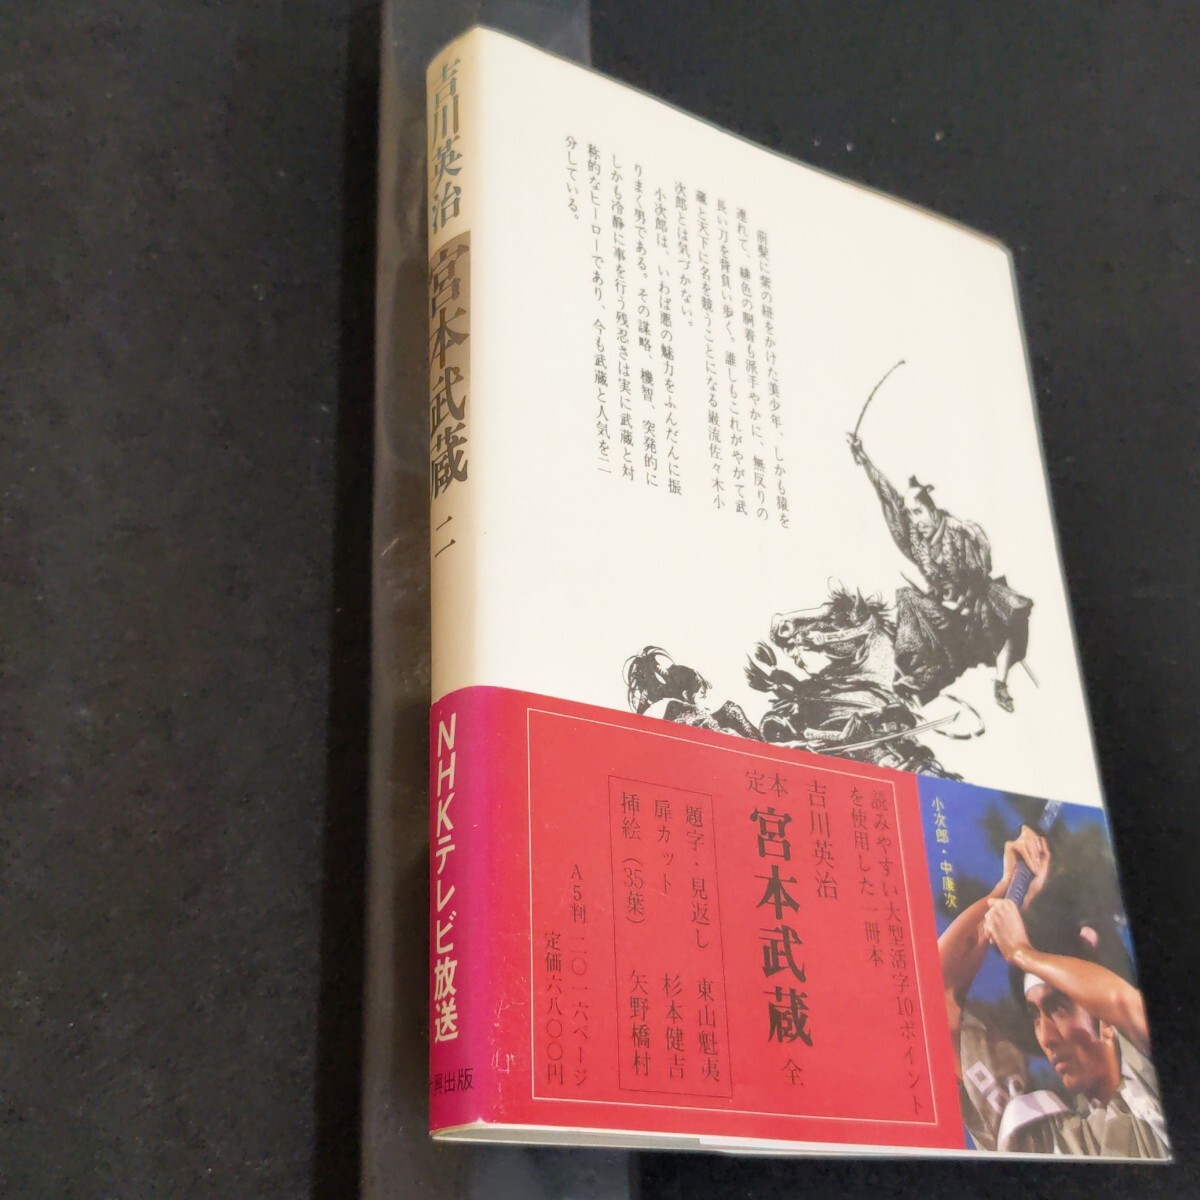 吉川英治
宮本武蔵
二
NHKテレビ放送
六興出版
前髪に紫の紐をかけた美少年、しかも猿を
連れて、緋色の胴着も派手やかに、無反りの
長い刀を背負い歩く。誰しもこれがやがて武
蔵と天下に名を競うことになる巌流佐々木小
次郎とは気づかない。
小次郎は、いわば悪の魅力をふんだんに振
りまく男である。その謀略、機智、突発的に
しかも冷静に事を行う残忍さは実に武蔵と対
称的なヒーローであり、今も武蔵と人気を二
分している。
小次郎・中康次
読みやすい大型活字10ポイント
を使用した一冊本
吉川英治
定本
宮本武蔵 全
題字・見返し 東山魁夷
扉カット 杉本健吉
挿絵（35葉） 矢野橋村
A5判 一〇一六ページ
定価六八〇〇円